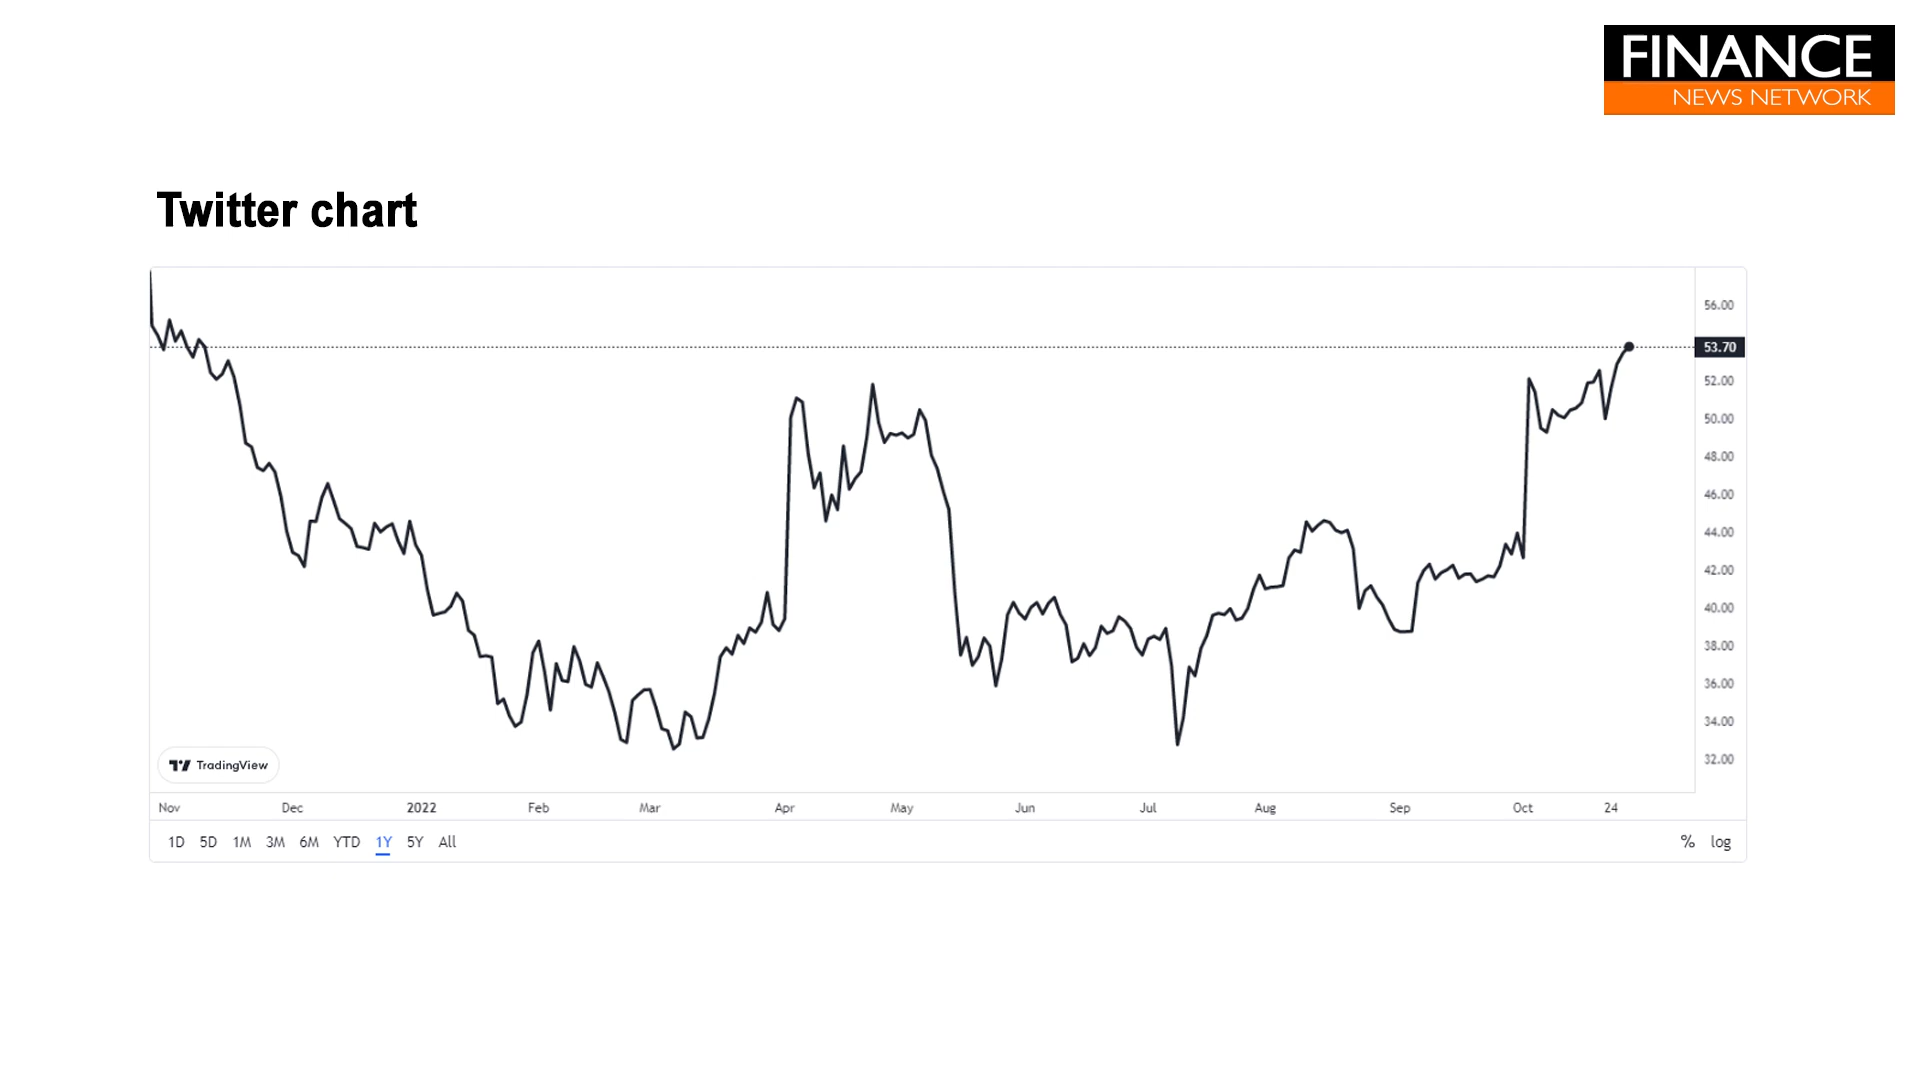 FINANCE
NEWS NETWORK
Twitter chart
56.00
53.70
52.00
50.00
48.00
46.00
44.00
42.00
40.00
38.00
36.00
34.00
32.00
TradingView
Nov Dec 2022 Feb Mar Apr May Jun Jul Aug Sep Oct 24
1D 5D 1M 3M 6M YTD 1Y 5Y All % log